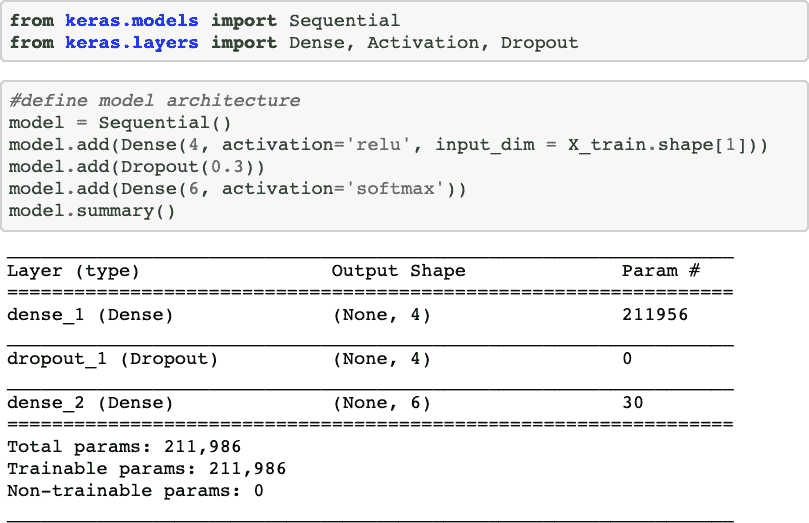 from keras.models import Sequential
from keras.layers import Dense, Activation, Dropout
#define model architecture
model = Sequential()
model.add(Dense(4, activation='relu', input_dim = X_train.shape[1]))
model.add(Dropout(0.3))
model.add(Dense(6, activation='softmax'))
model.summary()
Layer (type) Output Shape Param #
=================================================================
dense_1 (Dense) (None, 4) 211956
dropout_1 (Dropout) (None, 4) 0
dense_2 (Dense) (None, 6) 30
=================================================================
Total params: 211,986
Trainable params: 211,986
Non-trainable params: 0